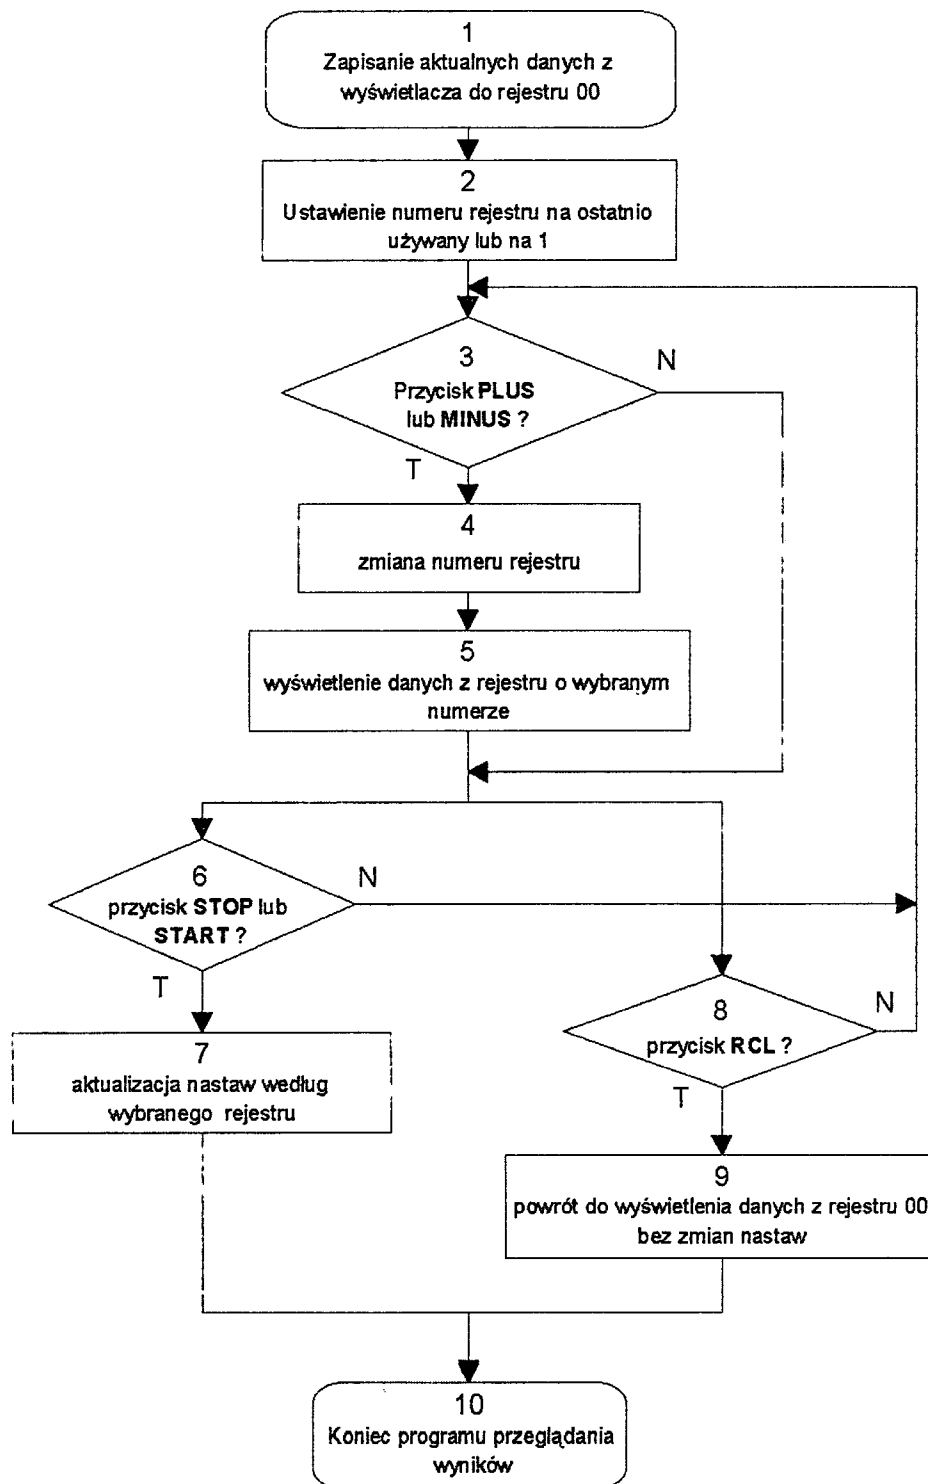 1
Zapisanie aktualnych danych z
wyświetlacza do rejestru 00
2
Ustawienie numeru rejestru na ostatnio
używany lub na 1
3
Przycisk PLUS
lub MINUS ?
N
T
4
zmiana numeru rejestru
5
wyświetlenie danych z rejestru o wybranym
numerze
6
przycisk STOP lub
START ?
N
T
7
aktualizacja nastaw według
wybranego rejestru
8
przycisk RCL ?
N
T
9
powrót do wyświetlenia danych z rejestru 00
bez zmian nastaw
10
Koniec programu przeglądania
wyników